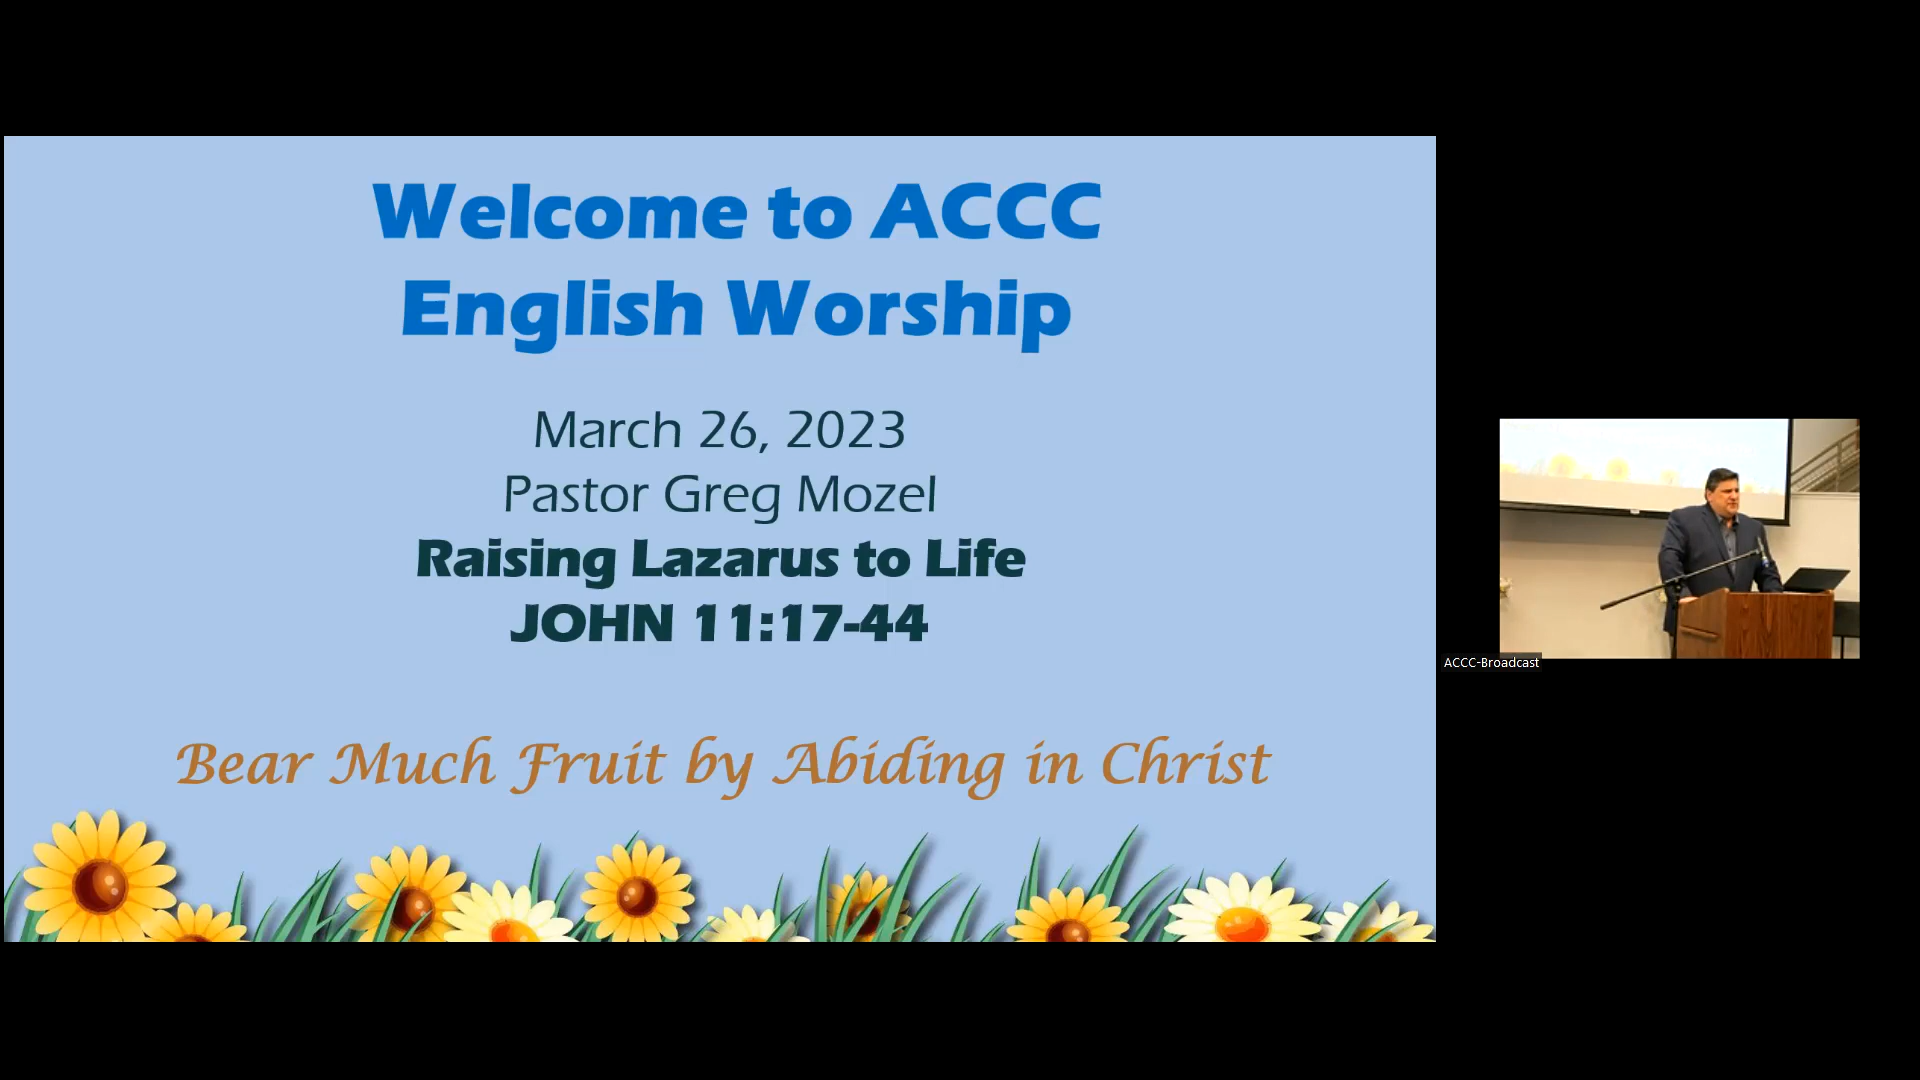 Welcome to ACCC
English Worship
March 26, 2023
Pastor Greg Mozel
Raising Lazarus to Life
JOHN 11:17-44
Bear Much Fruit by Abiding in Christ
ACCC-Broadcast